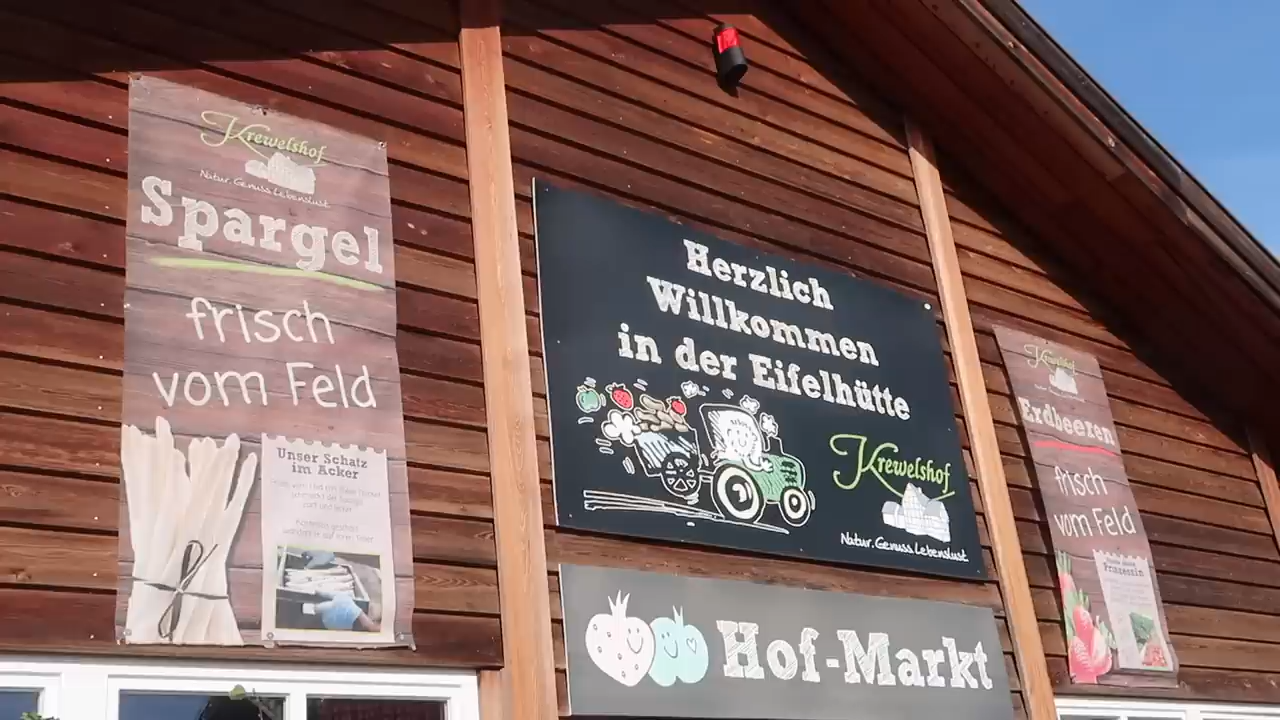 Krewelshof
Natur.Genuss.Lebenslust
Spargel
frisch
vom Feld
Unser Schatz
im Acker
Herzlich
Willkommen
in der Eifelhütte
Krewelshof
Natur.Genuss.Lebenslust.
Hof-Markt
Krewelshof
Erdbeeren
frisch
vom Feld
Prinzessin